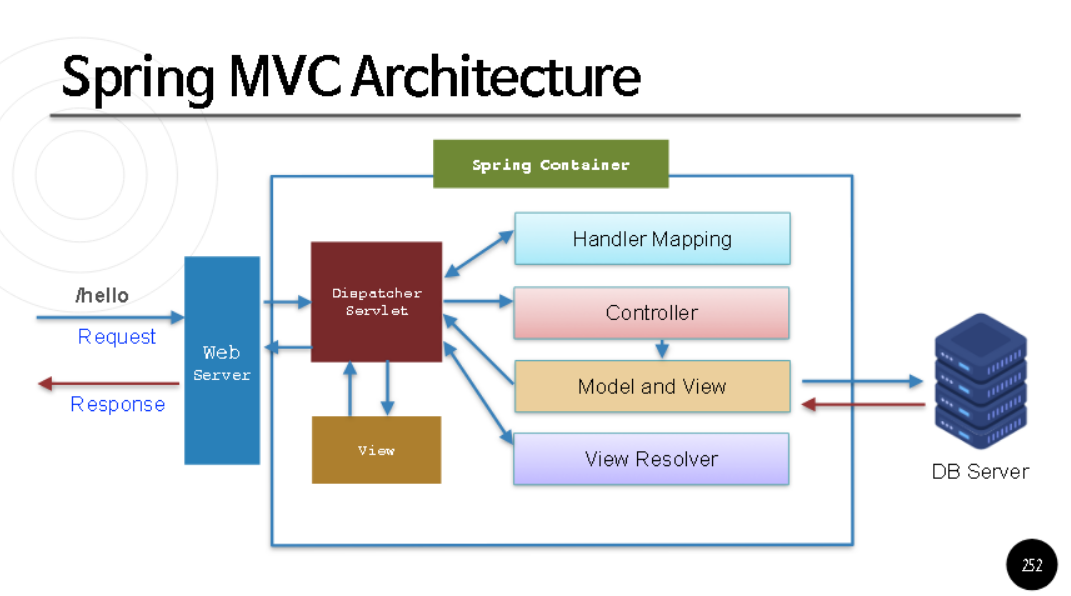 Spring MVC Architecture
Spring Container
Handler Mapping
Dispatcher
Servlet
/hello
Request
Controller
Web
Server
Model and View
Response
View
View Resolver
DB Server
252